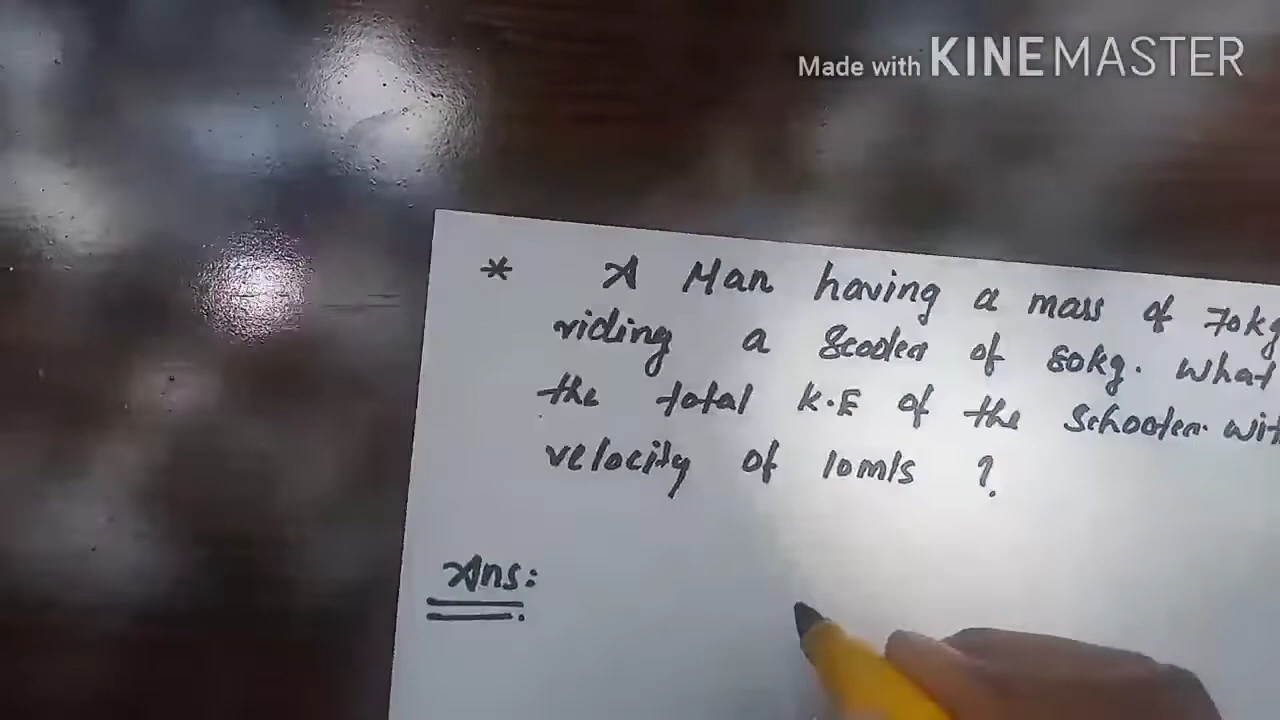 Made with KINEMASTER
* A Man having a mass of 70kg
riding a Scooter of 80kg. What
the total K.E of the Schooter with
velocity of 10m/s ?
Ans: